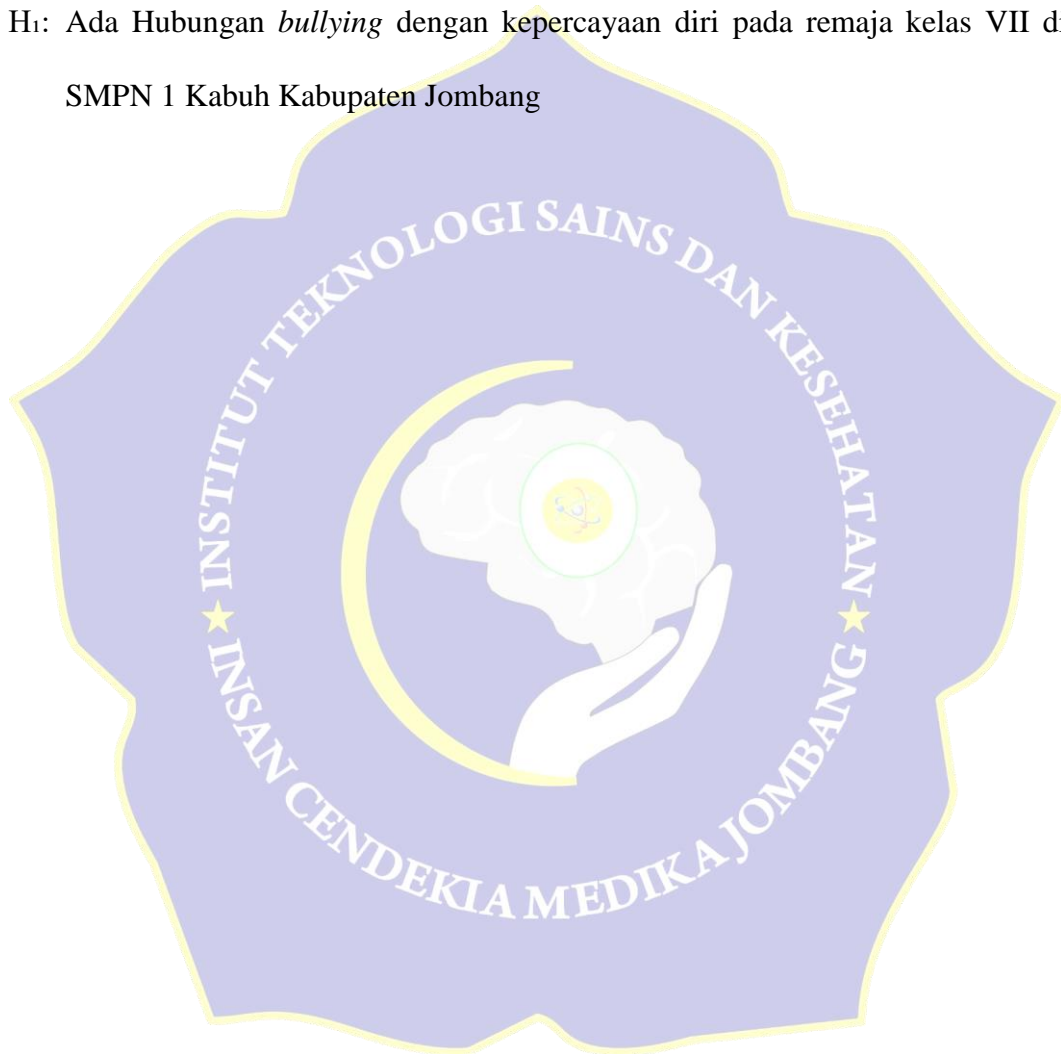 H₁: Ada Hubungan bullying dengan kepercayaan diri pada remaja kelas VII di
SMPN 1 Kabuh Kabupaten Jombang
INSTITUT TEKNOLOGI SAINS DAN KESEHATAN
INSAN CENDEKIA MEDIKA JOMBANG